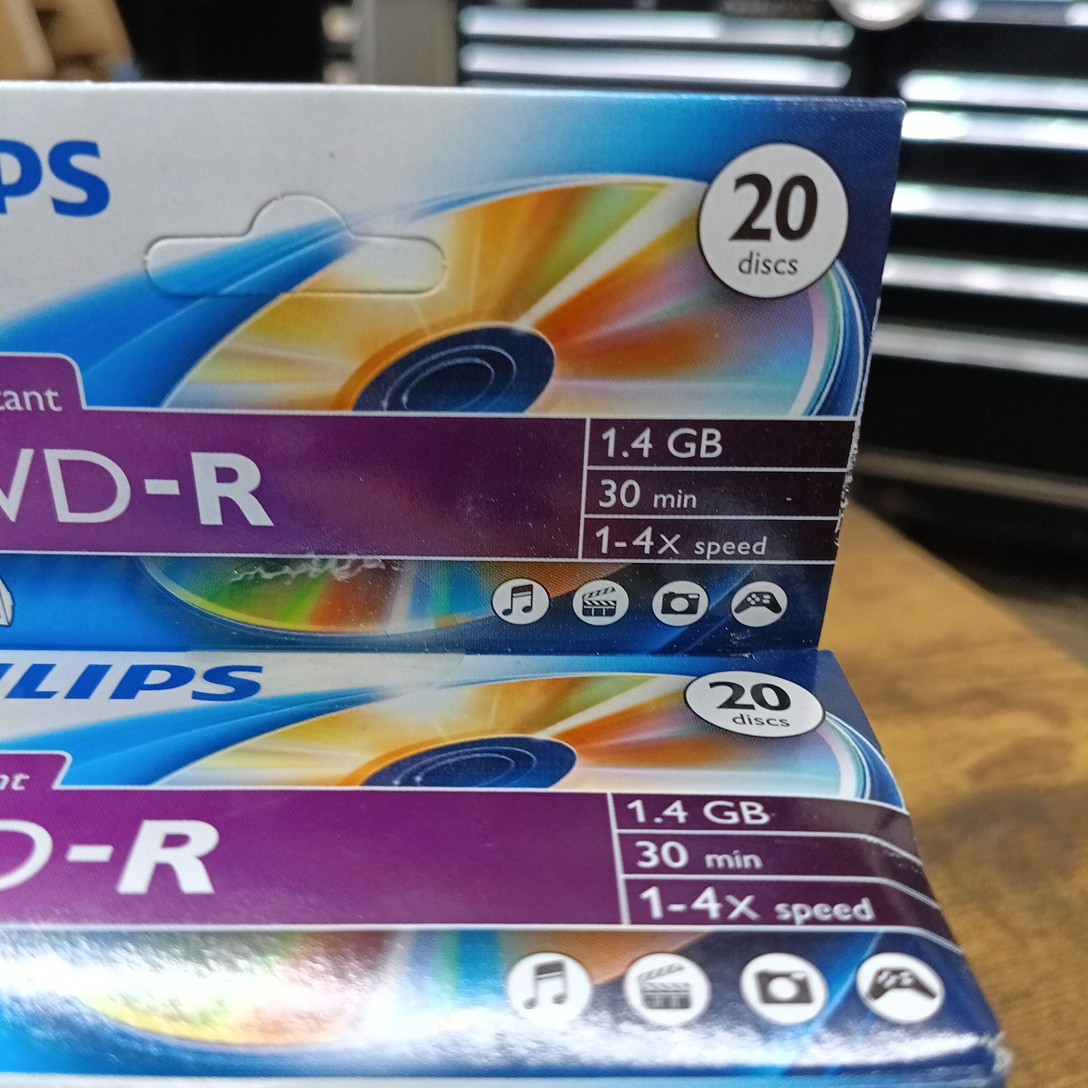 PS
20
discs
tant
VD-R
1.4 GB
30 min
1-4x speed
ILIPS
20
discs
nt
D-R
1.4 GB
30 min
1-4x speed